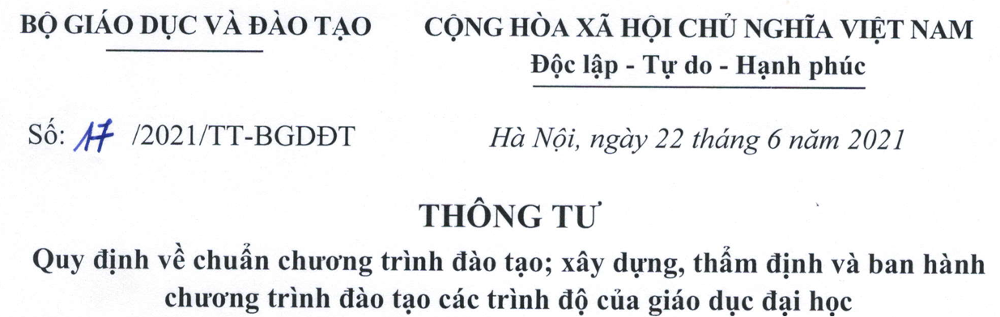 BỘ GIÁO DỤC VÀ ĐÀO TẠO
CỘNG HÒA XÃ HỘI CHỦ NGHĨA VIỆT NAM
Độc lập - Tự do - Hạnh phúc
Số: 17 /2021/TT-BGDĐT
Hà Nội, ngày 22 tháng 6 năm 2021
THÔNG TƯ
Quy định về chuẩn chương trình đào tạo; xây dựng, thẩm định và ban hành
chương trình đào tạo các trình độ của giáo dục đại học